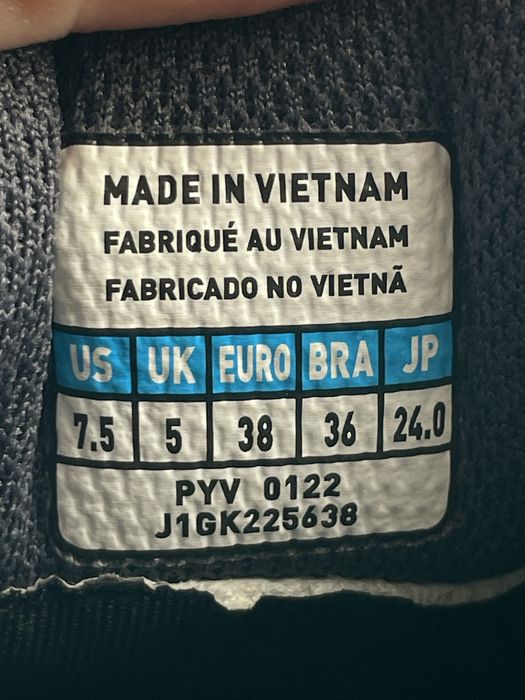 MADE IN VIETNAM
FABRIQUÉ AU VIETNAM
FABRICADO NO VIETNÃ
US UK EURO BRA JP
7.5 5 38 36 24.0
PYV 0122
J1GK225638